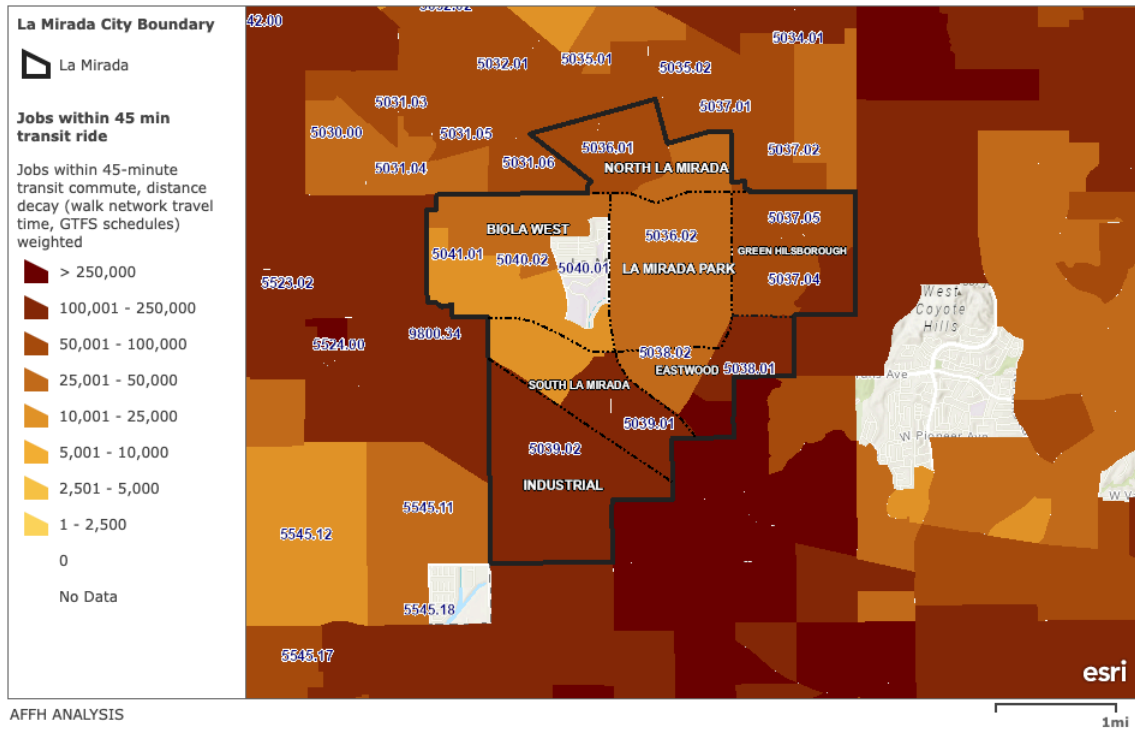 La Mirada City Boundary
La Mirada
Jobs within 45 min
transit ride
Jobs within 45-minute
transit commute, distance
decay (walk network travel
time, GTFS schedules)
weighted
> 250,000
100,001 - 250,000
50,001 - 100,000
25,001 - 50,000
10,001 - 25,000
5,001 - 10,000
2,501 - 5,000
1 - 2,500
0
No Data
42.00
5034.01
5032.01
5035.01
5035.02
5031.03
5037.01
5030.00
5031.05
5036.01
5037.02
5031.06
5031.04
NORTH LA MIRADA
5037.05
BIOLA WEST
5036.02
5041.01
5040.02
5040.01
LA MIRADA PARK
GREEN HILSBOROUGH
5037.04
5523.02
West
Coyote
Hills
9800.34
5524.00
5038.02
EASTWOOD
5038.01
ns Ave
SOUTH LA MIRADA
5039.01
W Pioneer Ave
5039.02
INDUSTRIAL
W V
5545.11
5545.12
5545.18
5545.17
esri
AFFH ANALYSIS
1mi